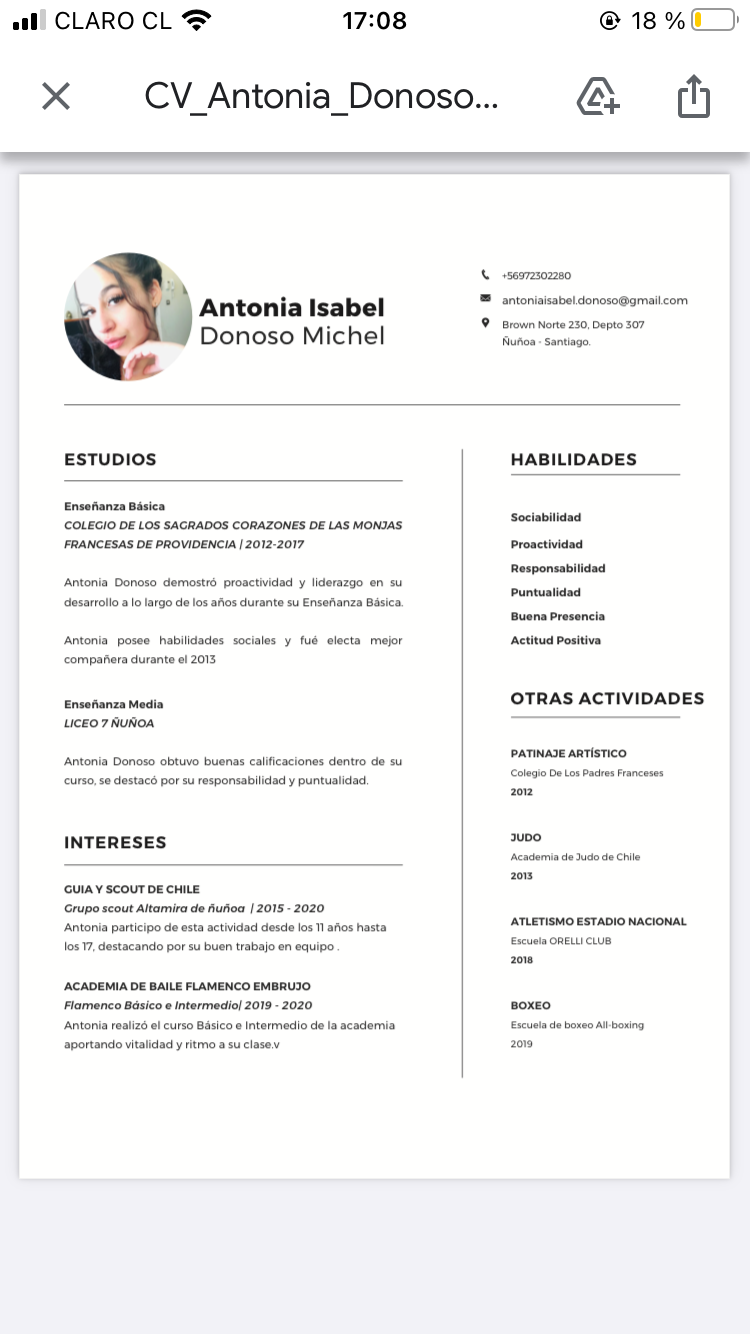 CLARO CL
17:08
18 %
CV_Antonia_Donoso...
Antonia Isabel
Donoso Michel
+56972302280
antoniaisabel.donoso@gmail.com
Brown Norte 230, Depto 307
Ñuñoa - Santiago.
ESTUDIOS
Enseñanza Básica
COLEGIO DE LOS SAGRADOS CORAZONES DE LAS MONJAS
FRANCESAS DE PROVIDENCIA | 2012-2017
Antonia Donoso demostró proactividad y liderazgo en su
desarrollo a lo largo de los años durante su Enseñanza Básica.
Antonia posee habilidades sociales y fué electa mejor
compañera durante el 2013
Enseñanza Media
LICEO 7 ÑUÑOA
Antonia Donoso obtuvo buenas calificaciones dentro de su
curso, se destacó por su responsabilidad y puntualidad.
INTERESES
GUIA Y SCOUT DE CHILE
Grupo scout Altamira de ñuñoa | 2015 - 2020
Antonia participo de esta actividad desde los 11 años hasta
los 17, destacando por su buen trabajo en equipo .
ACADEMIA DE BAILE FLAMENCO EMBRUJO
Flamenco Básico e Intermedio| 2019 - 2020
Antonia realizó el curso Básico e Intermedio de la academia
aportando vitalidad y ritmo a su clase.v
HABILIDADES
Sociabilidad
Proactividad
Responsabilidad
Puntualidad
Buena Presencia
Actitud Positiva
OTRAS ACTIVIDADES
PATINAJE ARTÍSTICO
Colegio De Los Padres Franceses
2012
JUDO
Academia de Judo de Chile
2013
ATLETISMO ESTADIO NACIONAL
Escuela ORELLI CLUB
2018
BOXEO
Escuela de boxeo All-boxing
2019